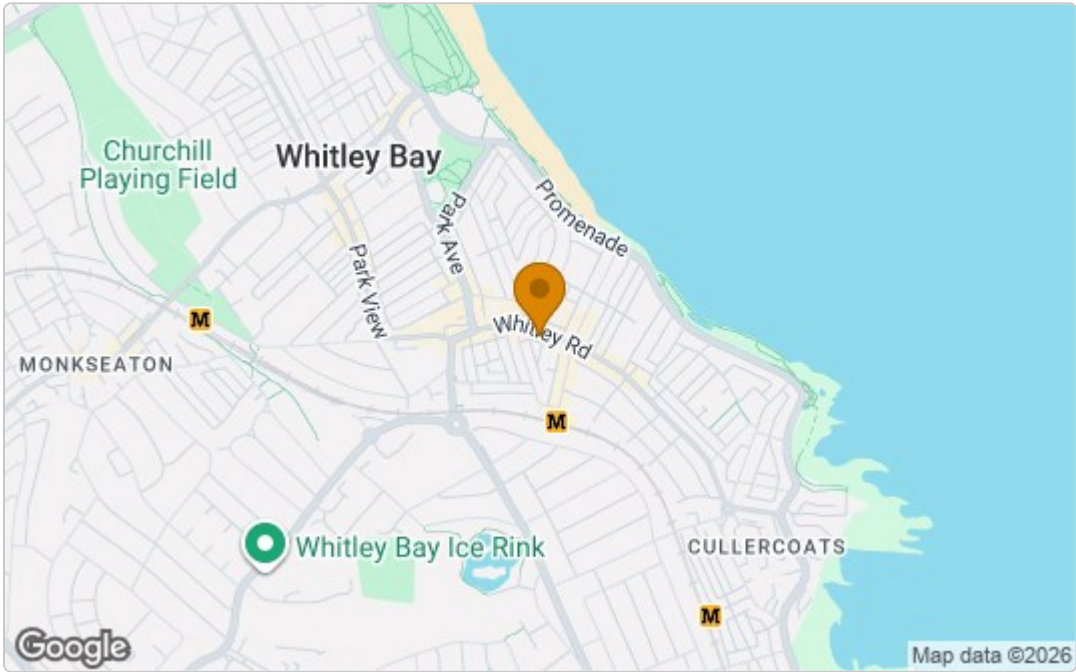 Churchill
Playing Field
Whitley Bay
Promenade
Park Ave
Park View
Whitley Rd
M
MONKSEATON
M
Whitley Bay Ice Rink
CULLERCOATS
M
Google
Map data ©2026